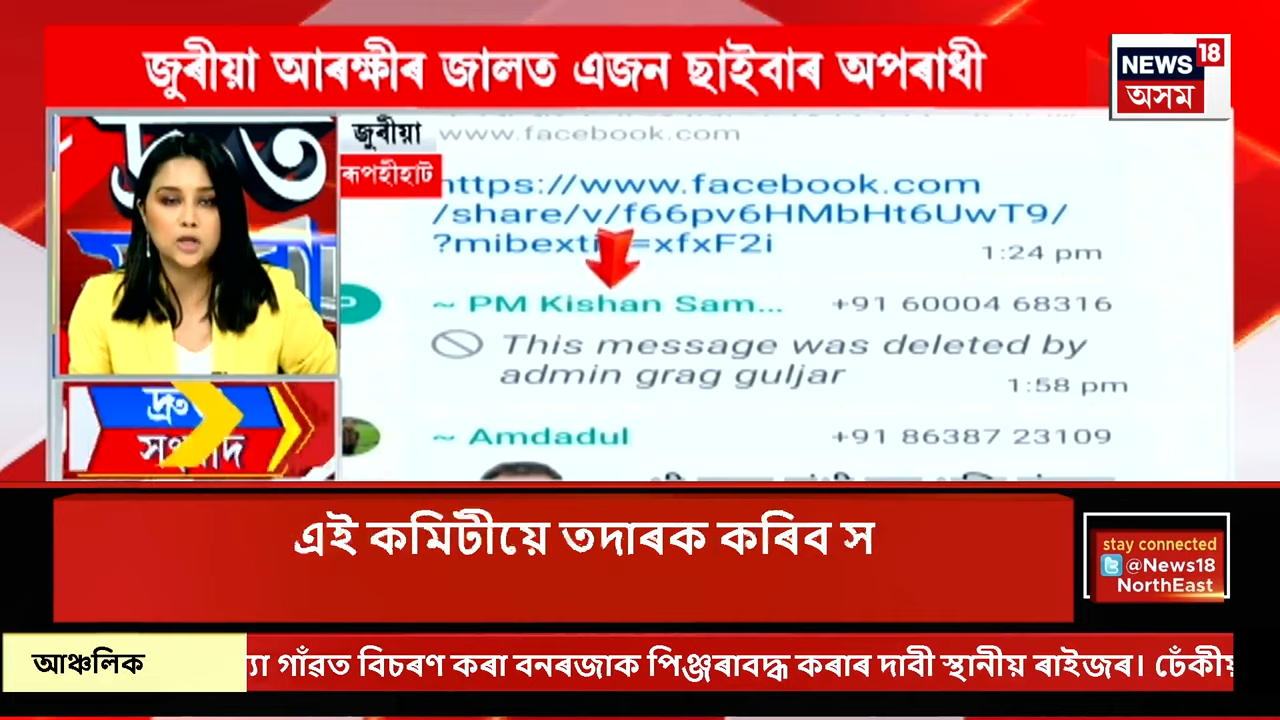 জুৰীয়া আৰক্ষীৰ জালত এজন ছাইবাৰ অপৰাধী
NEWS 18
অসম
জুৰীয়া
ৰূপহীহাট
www.facebook.com
https://www.facebook.com
/share/v/f66pv6HMbHt6UwT9/
=xfxF2i
1:24 pm
~ PM Kishan Sam... +91 60004 68316
This message was deleted by
admin grag guljar
1:58 pm
~ Amdadul +91 86387 23109
দ্ৰুত
সংবাদ
এই কমিটীয়ে তদাৰক কৰিব স
stay connected
@News18
NorthEast
আঞ্চলিক
গাঁৱত বিচৰণ কৰা বনৰজাক পিঞ্জৰাবদ্ধ কৰাৰ দাবী স্থানীয় ৰাইজৰ।